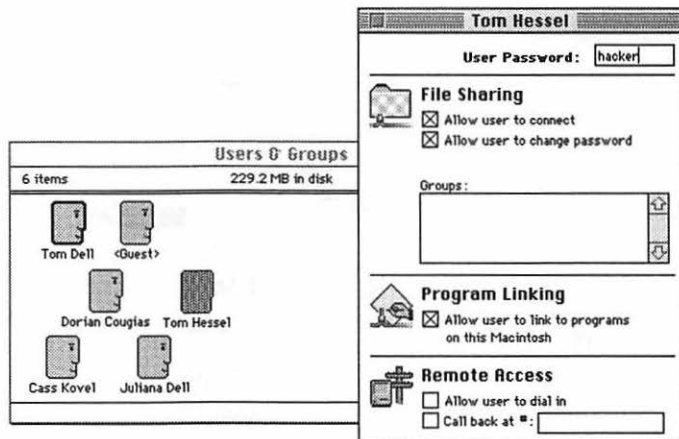 Users & Groups
6 items 229.2 MB in disk
Tom Dell <Guest>
Dorian Cougias Tom Hessel
Cass Kovel Juliana Dell
Tom Hessel
User Password: hacker
File Sharing
Allow user to connect
Allow user to change password
Groups:
Program Linking
Allow user to link to programs
on this Macintosh
Remote Access
Allow user to dial in
Call back at #: